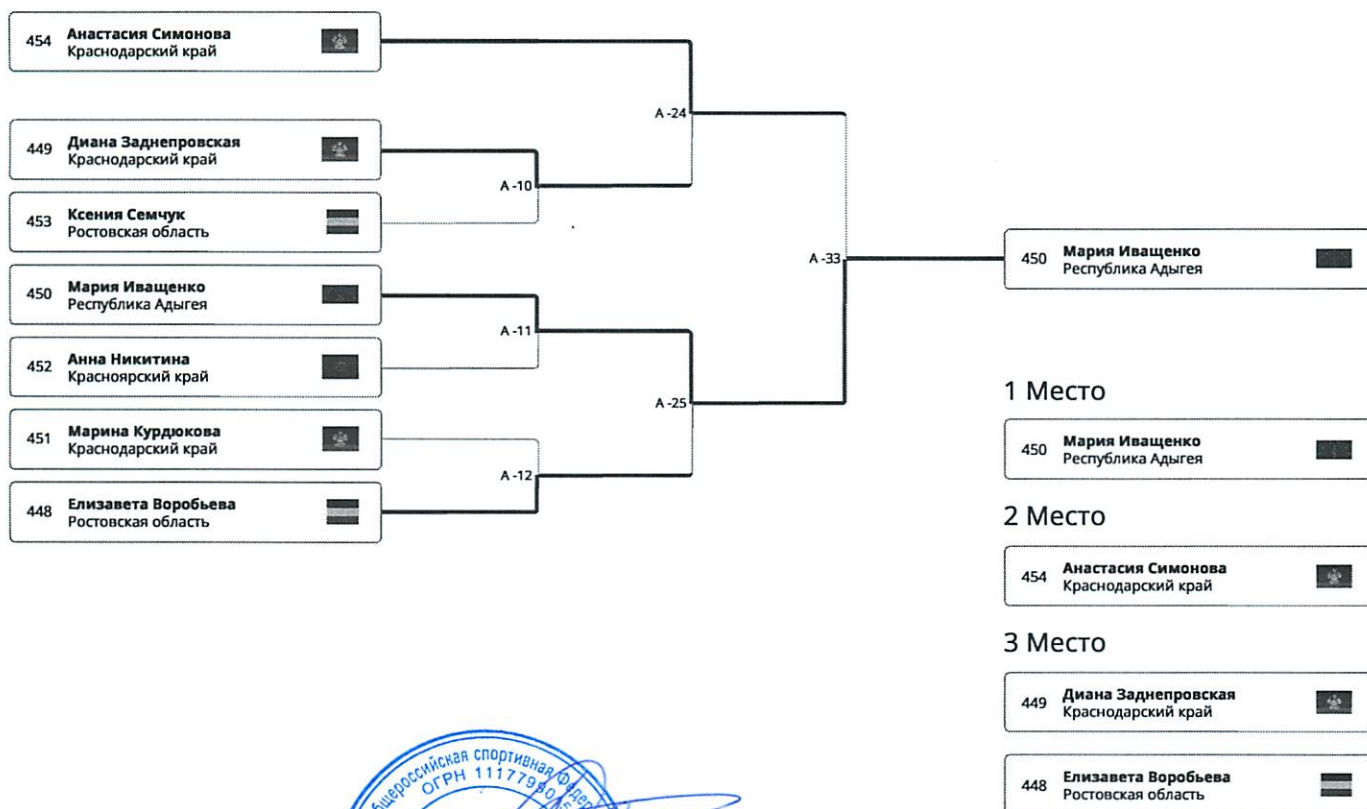 454 Анастасия Симонова
Краснодарский край
449 Диана Заднепровская
Краснодарский край
453 Ксения Семчук
Ростовская область
450 Мария Иващенко
Республика Адыгея
452 Анна Никитина
Красноярский край
451 Марина Курдюкова
Краснодарский край
448 Елизавета Воробьева
Ростовская область
A -10
A -11
A -12
A -24
A -25
A -33
450 Мария Иващенко
Республика Адыгея
1 Место
450 Мария Иващенко
Республика Адыгея
2 Место
454 Анастасия Симонова
Краснодарский край
3 Место
449 Диана Заднепровская
Краснодарский край
448 Елизавета Воробьева
Ростовская область
спортивная
ОГРН